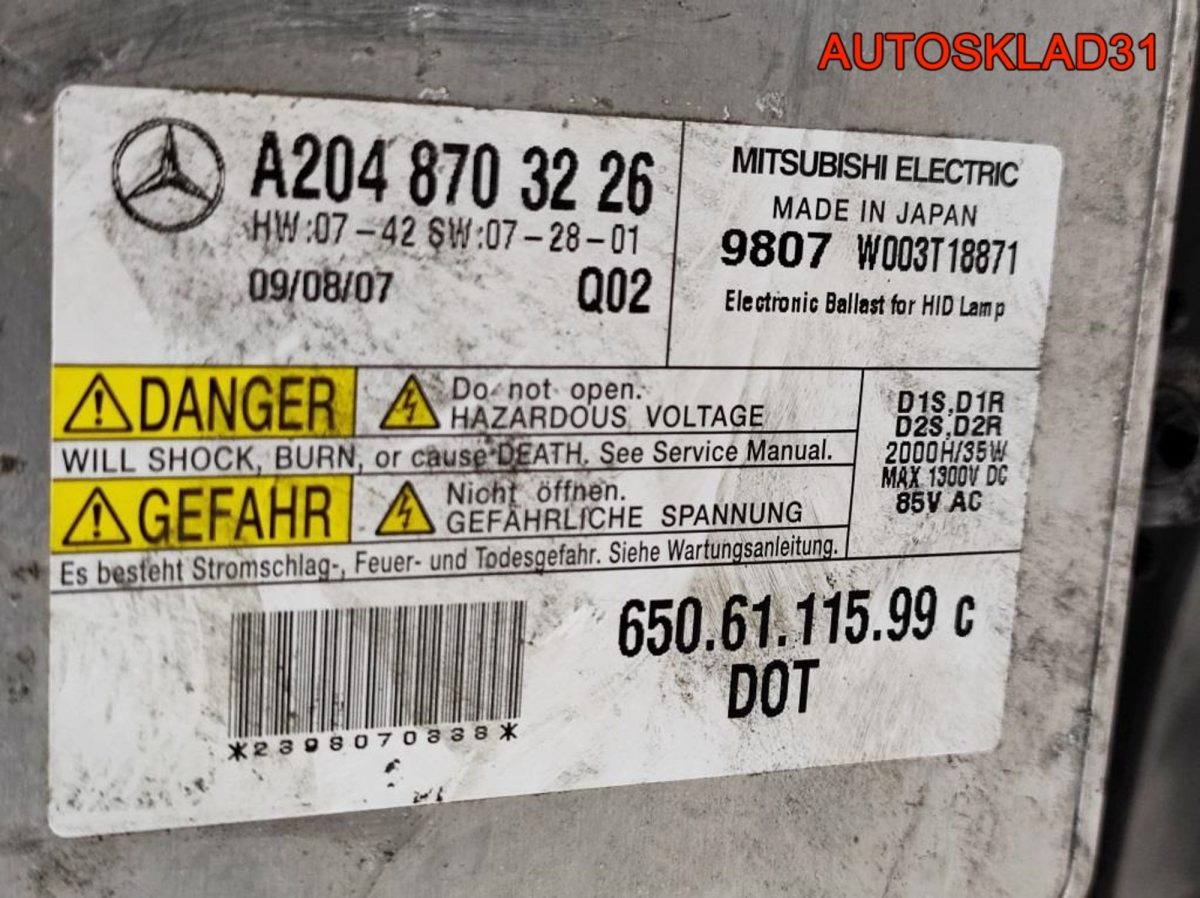 AUTOSKLAD31
A204 870 32 26
HW:07-42 SW:07-28-01
09/08/07 Q02
MITSUBISHI ELECTRIC
MADE IN JAPAN
9807 W003T18871
Electronic Ballast for HID Lamp
DANGER
Do not open.
HAZARDOUS VOLTAGE
WILL SHOCK, BURN, or cause DEATH. See Service Manual.
GEFAHR
Nicht öffnen.
GEFÄHRLICHE SPANNUNG
Es besteht Stromschlag-, Feuer- und Todesgefahr. Siehe Wartungsanleitung.
D1S,D1R
D2S,D2R
2000H/35W
MAX 1300V DC
85V AC
*2398070338*
650.61.115.99 c
DOT